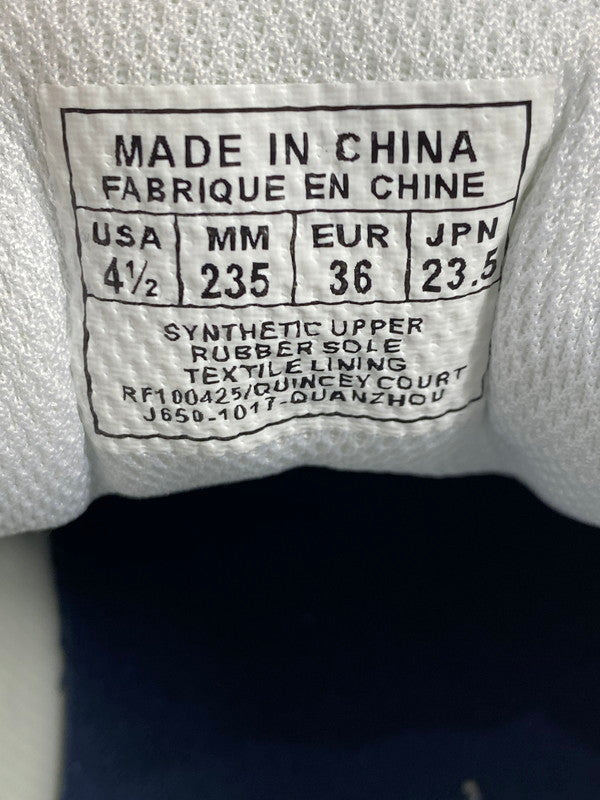 MADE IN CHINA
FABRIQUE EN CHINE
USA MM EUR JPN
4½ 235 36 23.5
SYNTHETIC UPPER
RUBBER SOLE
TEXTILE LINING
RF100425/QUINCEY COURT
J650-1017-QUANZHOU